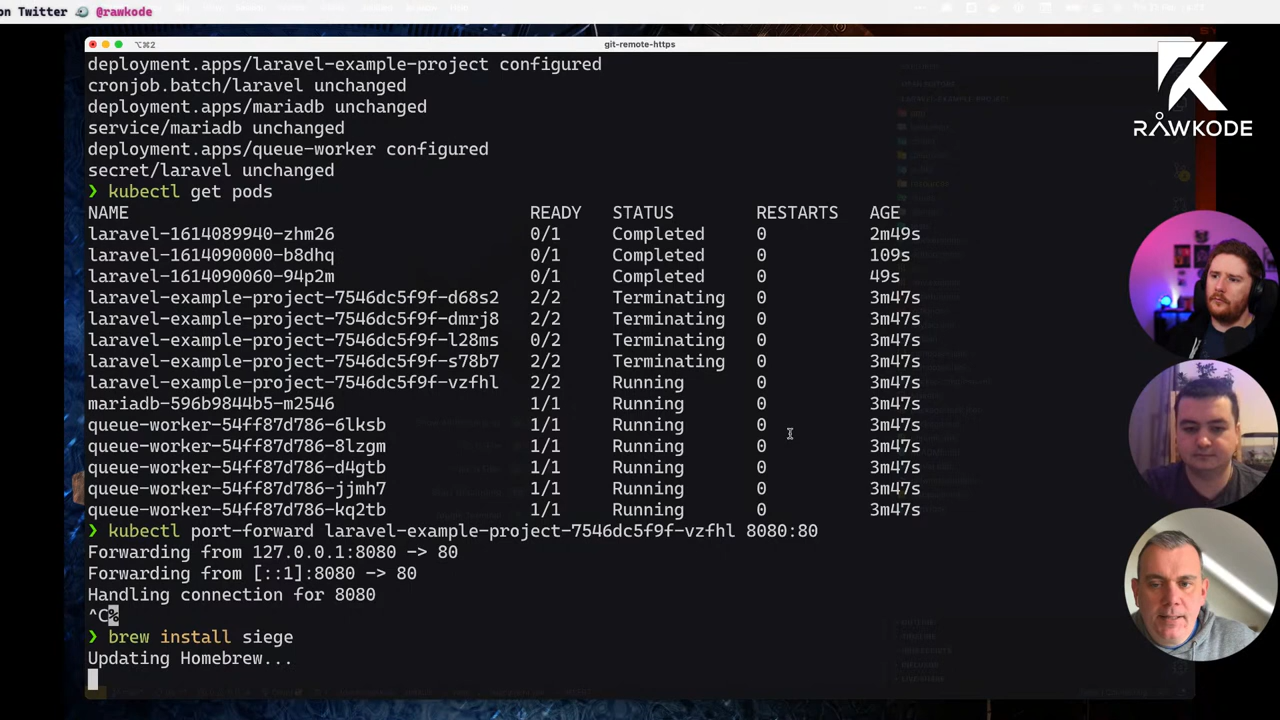 on Twitter @rawkode
⌥⌘2
git-remote-https
RAWKODE
deployment.apps/laravel-example-project configured
cronjob.batch/laravel unchanged
deployment.apps/mariadb unchanged
service/mariadb unchanged
deployment.apps/queue-worker configured
secret/laravel unchanged
❯ kubectl get pods
NAME READY STATUS RESTARTS AGE
laravel-1614089940-zhm26 0/1 Completed 0 2m49s
laravel-1614090000-b8dhq 0/1 Completed 0 109s
laravel-1614090060-94p2m 0/1 Completed 0 49s
laravel-example-project-7546dc5f9f-d68s2 2/2 Terminating 0 3m47s
laravel-example-project-7546dc5f9f-dmrj8 2/2 Terminating 0 3m47s
laravel-example-project-7546dc5f9f-l28ms 0/2 Terminating 0 3m47s
laravel-example-project-7546dc5f9f-s78b7 2/2 Terminating 0 3m47s
laravel-example-project-7546dc5f9f-vzfhl 2/2 Running 0 3m47s
mariadb-596b9844b5-m2546 1/1 Running 0 3m47s
queue-worker-54ff87d786-6lksb 1/1 Running 0 3m47s
queue-worker-54ff87d786-8lzgm 1/1 Running 0 3m47s
queue-worker-54ff87d786-d4gtb 1/1 Running 0 3m47s
queue-worker-54ff87d786-jjmh7 1/1 Running 0 3m47s
queue-worker-54ff87d786-kq2tb 1/1 Running 0 3m47s
❯ kubectl port-forward laravel-example-project-7546dc5f9f-vzfhl 8080:80
Forwarding from 127.0.0.1:8080 -> 80
Forwarding from [::1]:8080 -> 80
Handling connection for 8080
^C%
❯ brew install siege
Updating Homebrew...